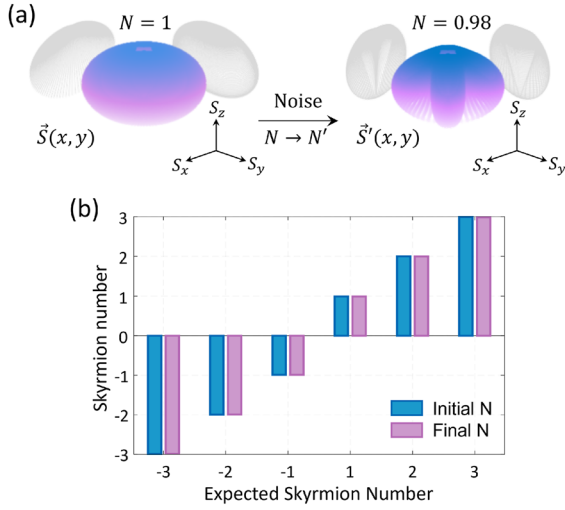 (a)
N = 1
N = 0.98
S⃗(x, y)
S_z
S_x
S_y
Noise
N → N′
S⃗′(x, y)
S_z
S_x
S_y
(b)
Skyrmion number
3
2
1
0
-1
-2
-3
Initial N
Final N
-3 -2 -1 1 2 3
Expected Skyrmion Number